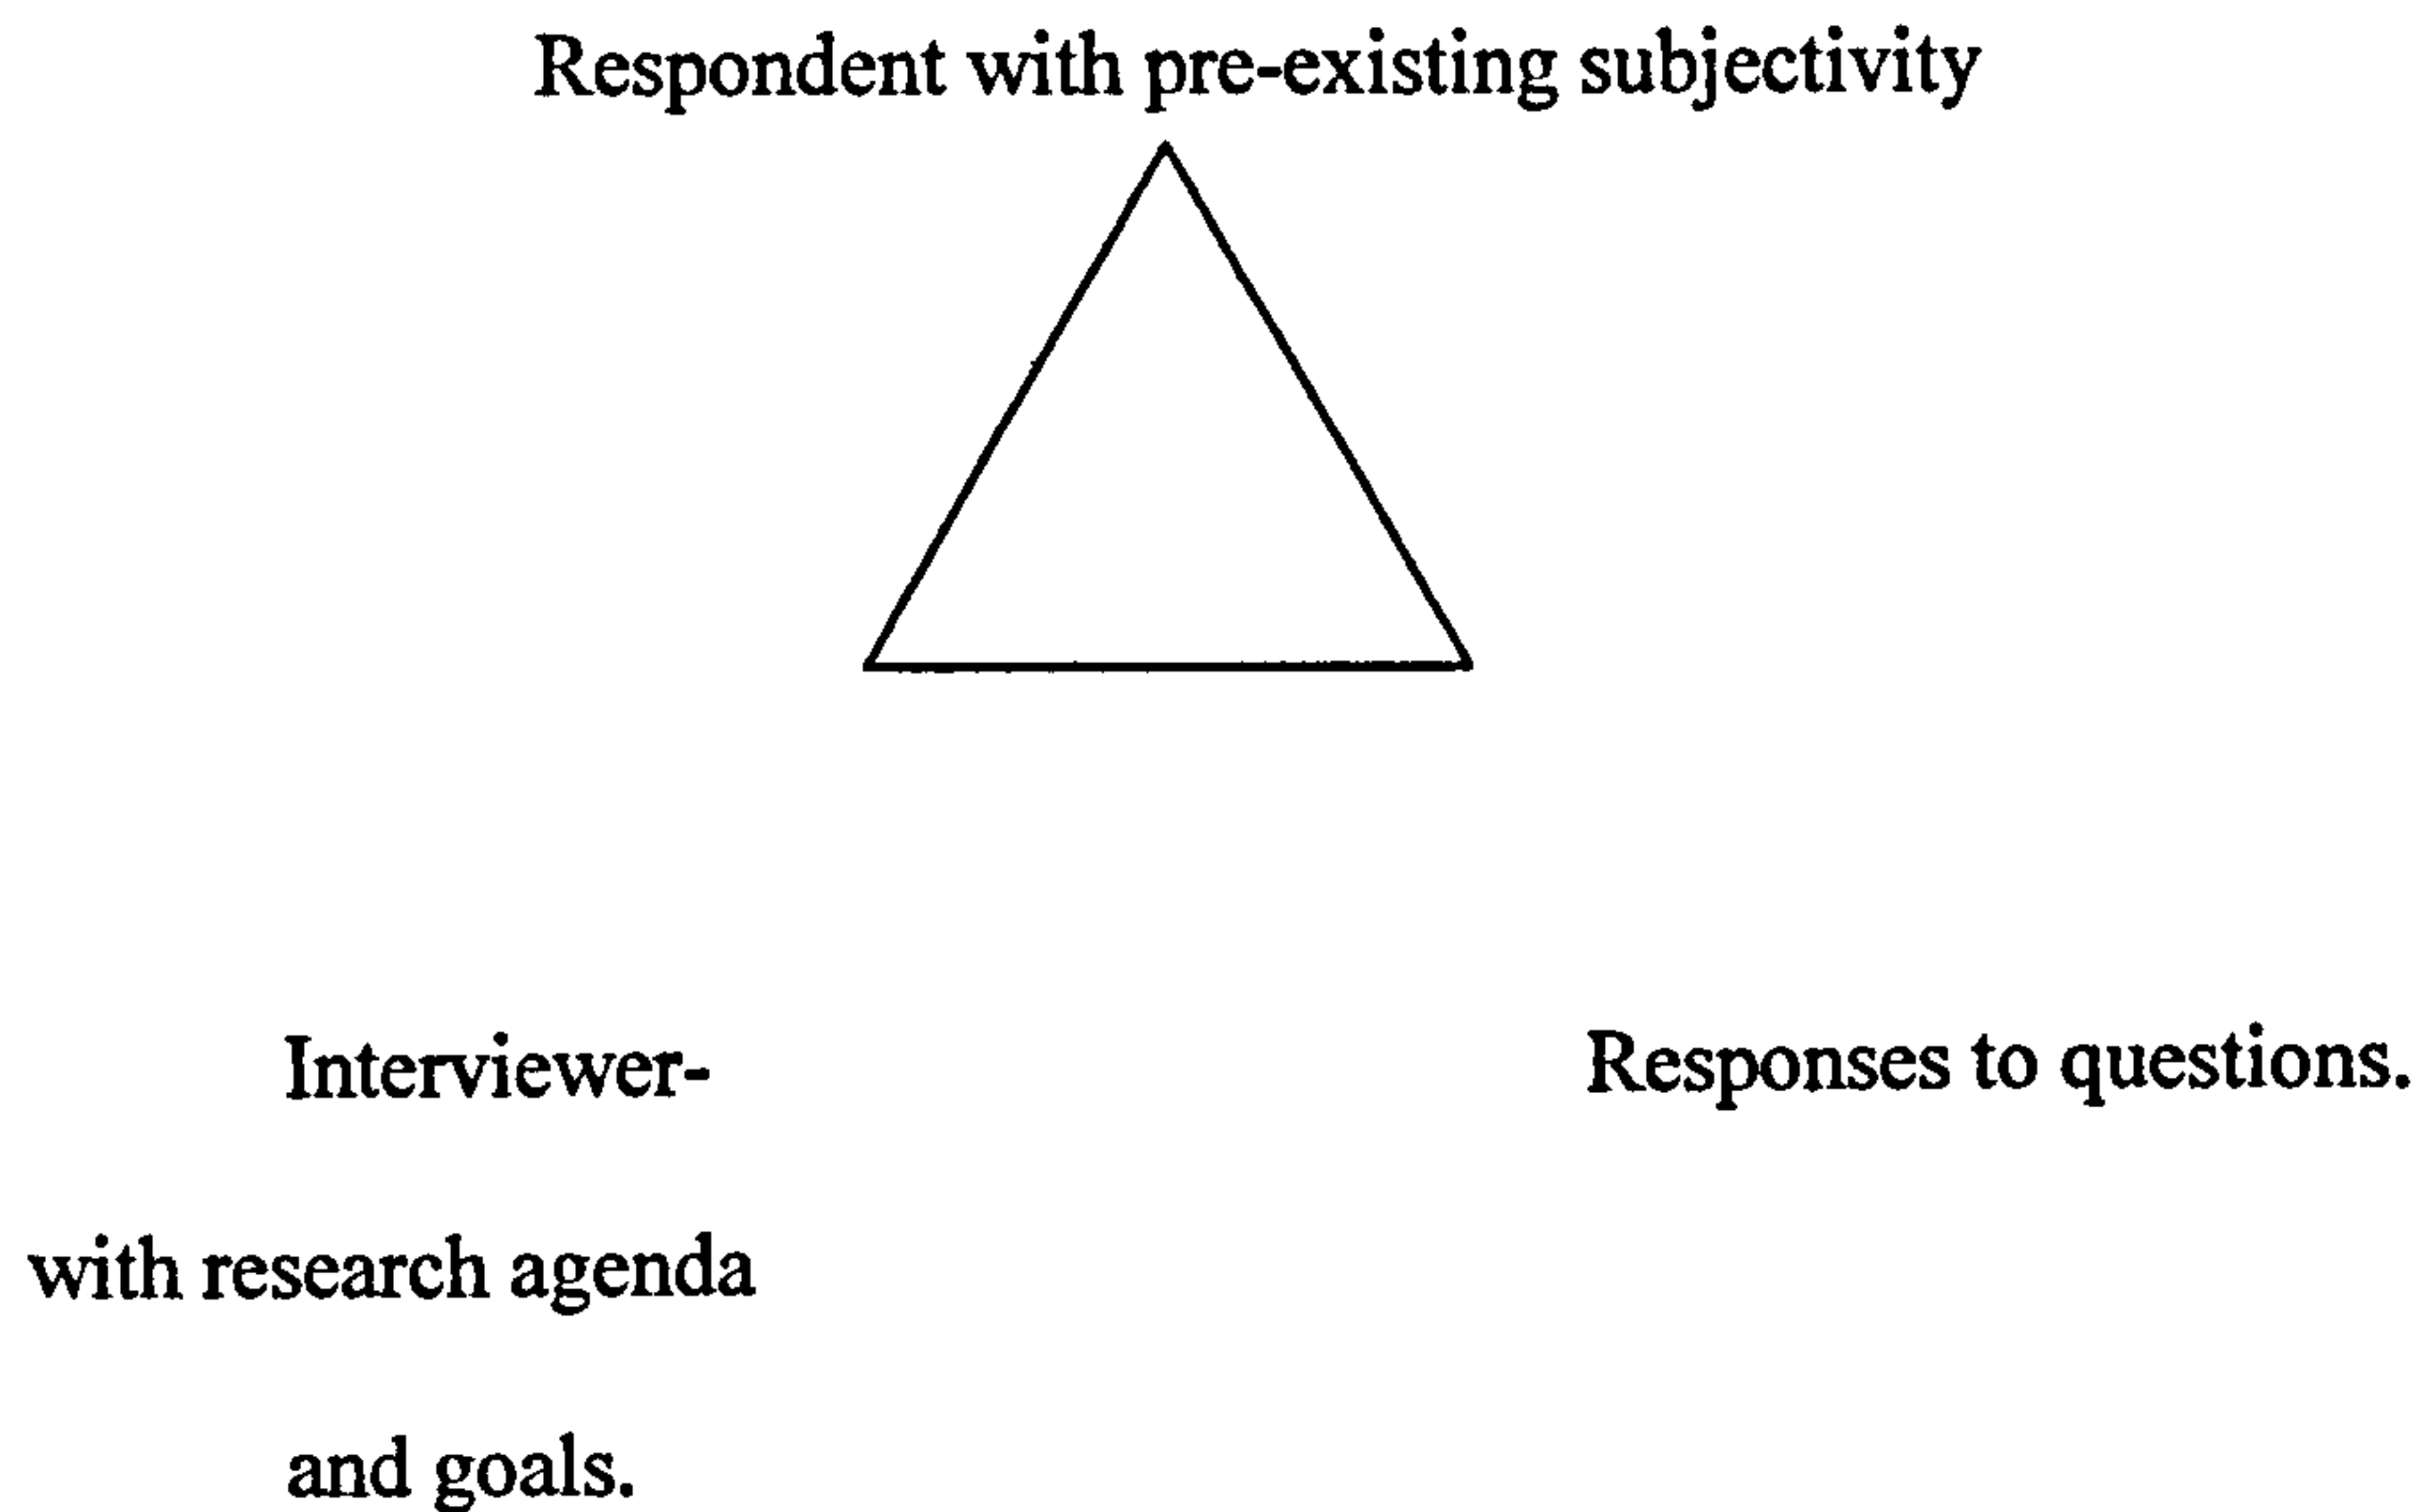 Respondent with pre-existing subjectivity
Interviewer-
Responses to questions.
with research agenda
and goals.